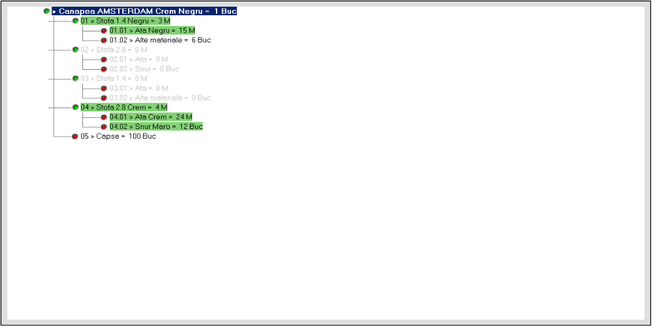 » Canapea AMSTERDAM Crem Negru = 1 Buc
01 » Stofa 1.4 Negru = 3 M
01.01 » Ata Negru = 15 M
01.02 » Alte materiale = 6 Buc
02 » Stofa 2.8 = 0 M
02.01 » Ata = 0 M
02.02 » Snur = 0 Buc
03 » Stofa 1.4 = 0 M
03.01 » Ata = 0 M
03.02 » Alte materiale = 0 Buc
04 » Stofa 2.8 Crem = 4 M
04.01 » Ata Crem = 24 M
04.02 » Snur Maro = 12 Buc
05 » Capse = 100 Buc